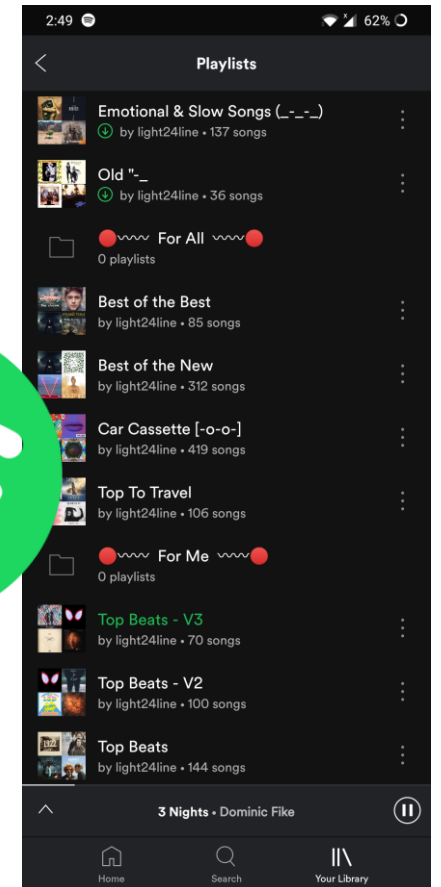 2:49 62%
Playlists
Emotional & Slow Songs (_-_-_)
by light24line • 137 songs
Old "-_
by light24line • 36 songs
🔴〰〰 For All 〰〰🔴
0 playlists
Best of the Best
by light24line • 85 songs
Best of the New
by light24line • 312 songs
Car Cassette [-o-o-]
by light24line • 419 songs
Top To Travel
by light24line • 106 songs
🔴〰〰 For Me 〰〰🔴
0 playlists
Top Beats - V3
by light24line • 70 songs
Top Beats - V2
by light24line • 100 songs
Top Beats
by light24line • 144 songs
3 Nights • Dominic Fike
Home Search Your Library